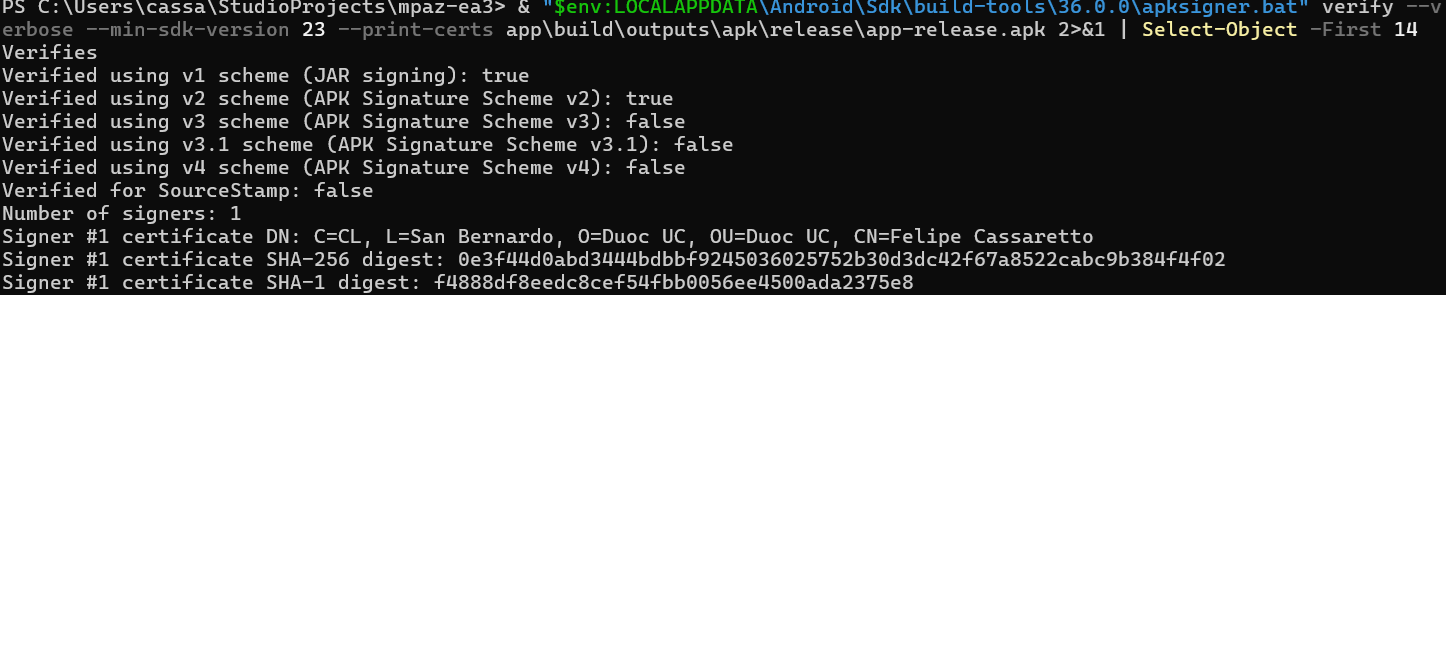 PS C:\Users\cassa\StudioProjects\mpaz-ea3> & "$env:LOCALAPPDATA\Android\Sdk\build-tools\36.0.0\apksigner.bat" verify --v
erbose --min-sdk-version 23 --print-certs app\build\outputs\apk\release\app-release.apk 2>&1 | Select-Object -First 14
Verifies
Verified using v1 scheme (JAR signing): true
Verified using v2 scheme (APK Signature Scheme v2): true
Verified using v3 scheme (APK Signature Scheme v3): false
Verified using v3.1 scheme (APK Signature Scheme v3.1): false
Verified using v4 scheme (APK Signature Scheme v4): false
Verified for SourceStamp: false
Number of signers: 1
Signer #1 certificate DN: C=CL, L=San Bernardo, O=Duoc UC, OU=Duoc UC, CN=Felipe Cassaretto
Signer #1 certificate SHA-256 digest: 0e3f44d0abd3444bdbbf9245036025752b30d3dc42f67a8522cabc9b384f4f02
Signer #1 certificate SHA-1 digest: f4888df8eedc8cef54fbb0056ee4500ada2375e8